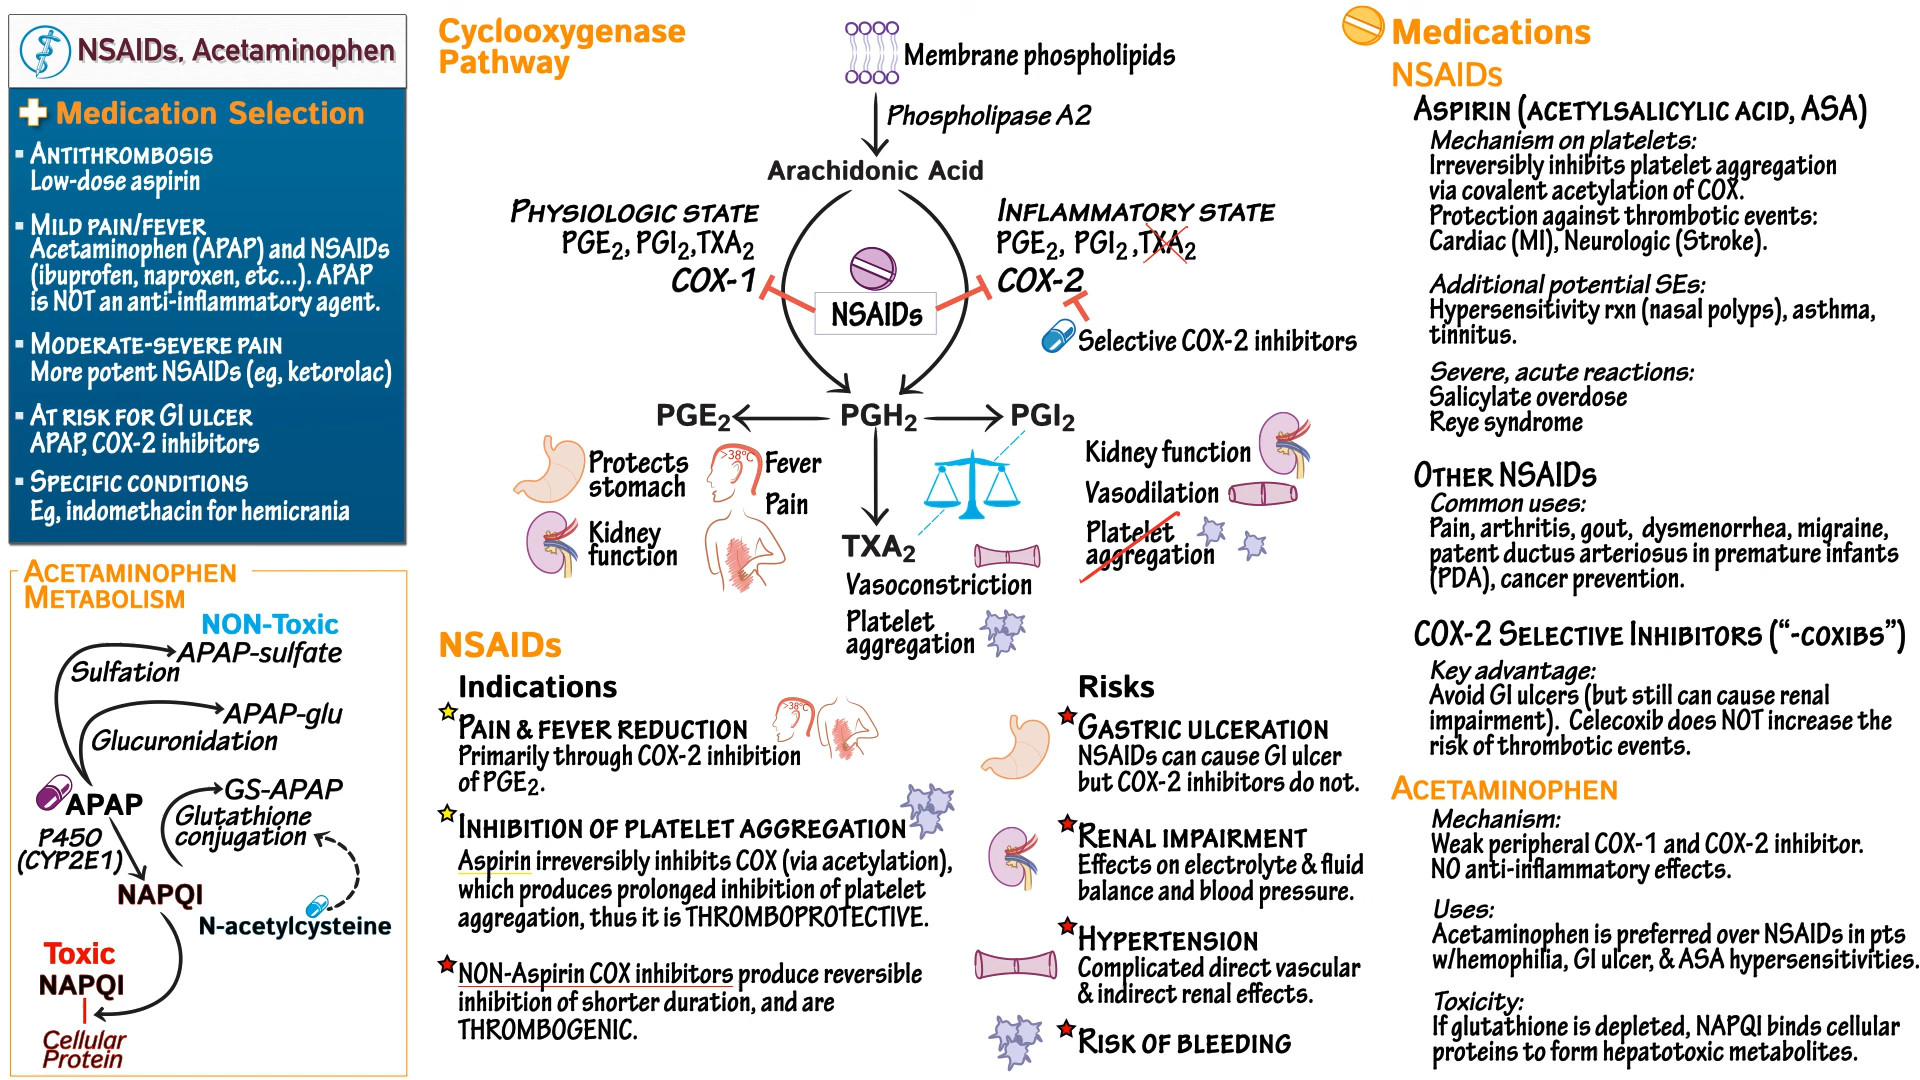 NSAIDs, Acetaminophen
Medication Selection
▪ ANTITHROMBOSIS
Low-dose aspirin
▪ MILD PAIN/FEVER
Acetaminophen (APAP) and NSAIDs
(ibuprofen, naproxen, etc...). APAP
is NOT an anti-inflammatory agent.
▪ MODERATE-SEVERE PAIN
More potent NSAIDs (eg, ketorolac)
▪ AT RISK FOR GI ULCER
APAP, COX-2 inhibitors
▪ SPECIFIC CONDITIONS
Eg, indomethacin for hemicrania
ACETAMINOPHEN
METABOLISM
NON-Toxic
APAP-sulfate
Sulfation
APAP-glu
Glucuronidation
GS-APAP
Glutathione
conjugation
APAP
P450
(CYP2E1)
NAPQI
N-acetylcysteine
Toxic
NAPQI
Cellular
Protein
Cyclooxygenase
Pathway
Membrane phospholipids
Phospholipase A2
Arachidonic Acid
PHYSIOLOGIC STATE
PGE2, PGI2, TXA2
COX-1
INFLAMMATORY STATE
PGE2, PGI2, TXA2
COX-2
NSAIDs
Selective COX-2 inhibitors
PGE2
PGH2
PGI2
Protects
stomach
>38°C
Fever
Pain
Kidney
function
TXA2
Vasoconstriction
Platelet
aggregation
Kidney function
Vasodilation
Platelet
aggregation
NSAIDs
Indications
PAIN & FEVER REDUCTION
Primarily through COX-2 inhibition
of PGE2.
>38°C
INHIBITION OF PLATELET AGGREGATION
Aspirin irreversibly inhibits COX (via acetylation),
which produces prolonged inhibition of platelet
aggregation, thus it is THROMBOPROTECTIVE.
NON-Aspirin COX inhibitors produce reversible
inhibition of shorter duration, and are
THROMBOGENIC.
Risks
GASTRIC ULCERATION
NSAIDs can cause GI ulcer
but COX-2 inhibitors do not.
RENAL IMPAIRMENT
Effects on electrolyte & fluid
balance and blood pressure.
HYPERTENSION
Complicated direct vascular
& indirect renal effects.
RISK OF BLEEDING
Medications
NSAIDs
ASPIRIN (ACETYLSALICYLIC ACID, ASA)
Mechanism on platelets:
Irreversibly inhibits platelet aggregation
via covalent acetylation of COX.
Protection against thrombotic events:
Cardiac (MI), Neurologic (Stroke).
Additional potential SEs:
Hypersensitivity rxn (nasal polyps), asthma,
tinnitus.
Severe, acute reactions:
Salicylate overdose
Reye syndrome
OTHER NSAIDs
Common uses:
Pain, arthritis, gout, dysmenorrhea, migraine,
patent ductus arteriosus in premature infants
(PDA), cancer prevention.
COX-2 SELECTIVE INHIBITORS ("-COXIBS")
Key advantage:
Avoid GI ulcers (but still can cause renal
impairment). Celecoxib does NOT increase the
risk of thrombotic events.
ACETAMINOPHEN
Mechanism:
Weak peripheral COX-1 and COX-2 inhibitor.
NO anti-inflammatory effects.
Uses:
Acetaminophen is preferred over NSAIDs in pts
w/hemophilia, GI ulcer, & ASA hypersensitivities.
Toxicity:
If glutathione is depleted, NAPQI binds cellular
proteins to form hepatotoxic metabolites.